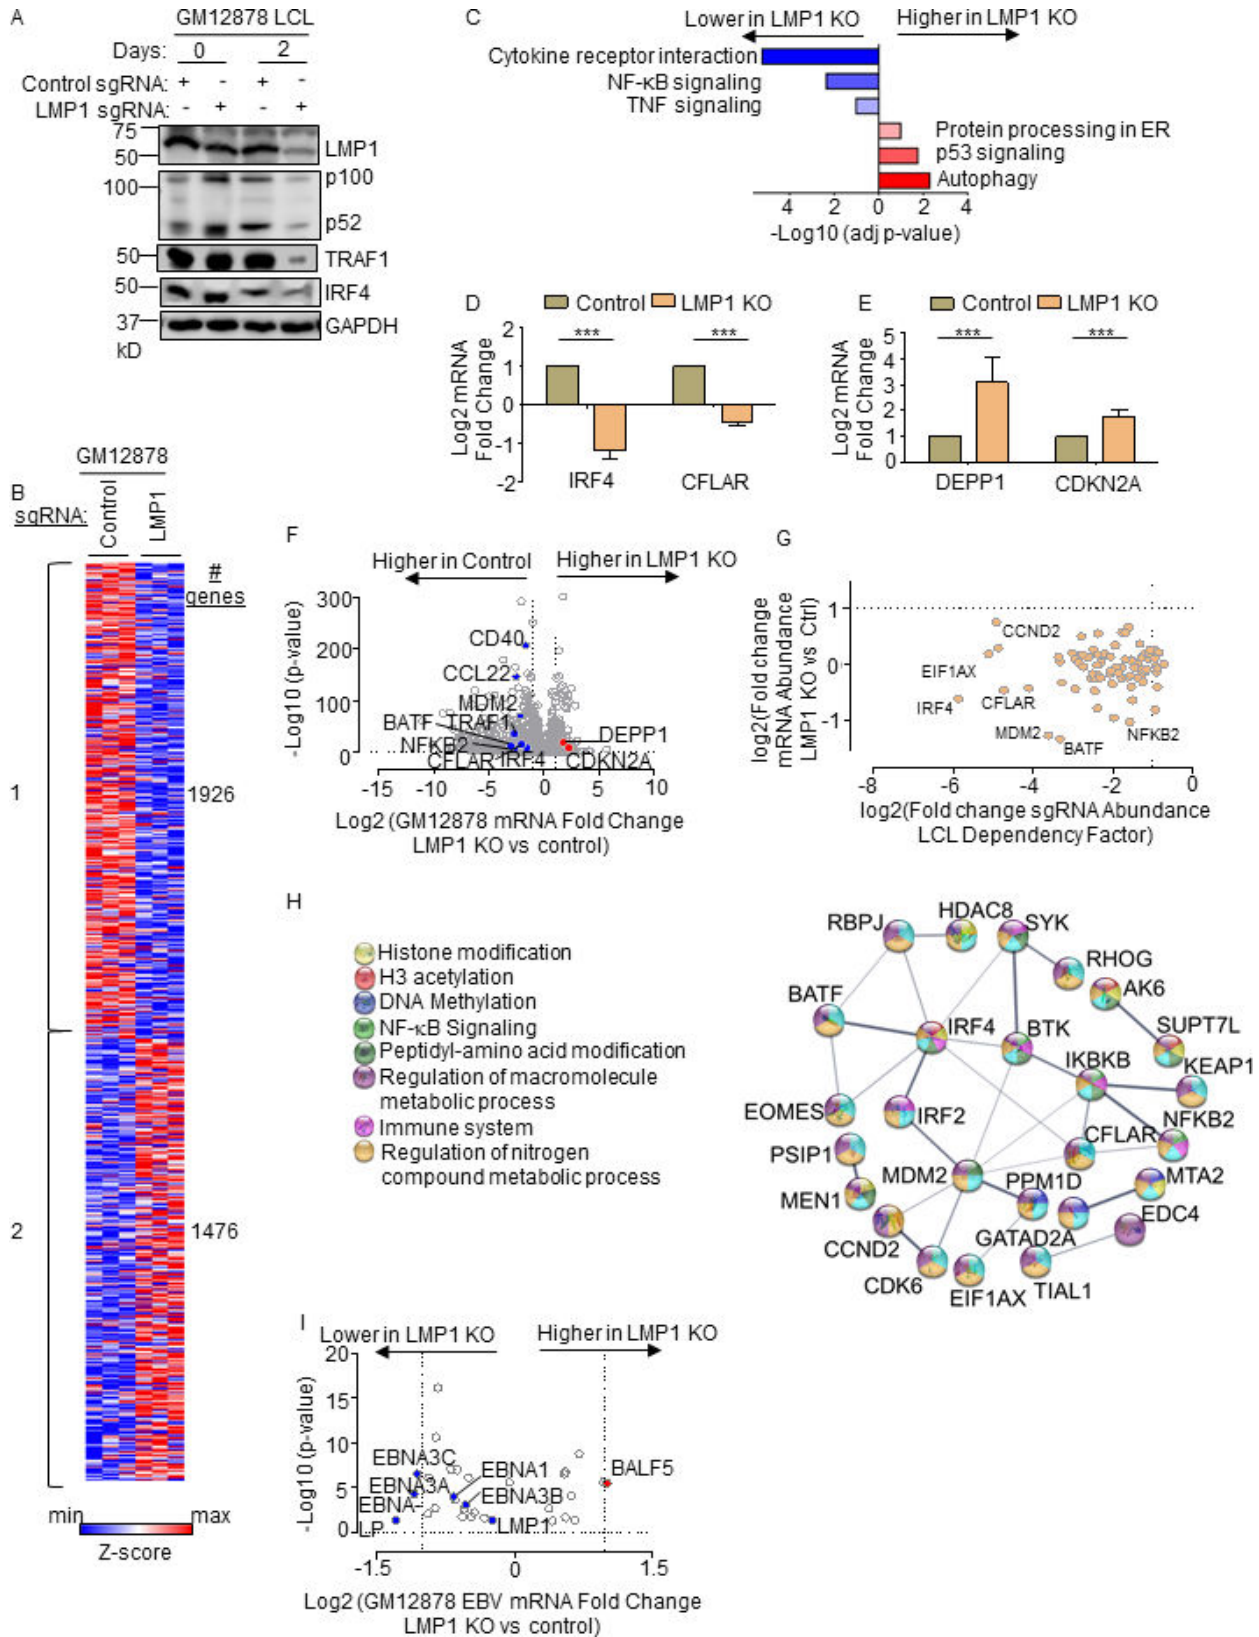 A
GM12878 LCL
Days: 0 2
Control sgRNA: + - + -
LMP1 sgRNA: - + - +
75
50
LMP1
100
p100
p52
50
TRAF1
50
IRF4
37
GAPDH
kD
C
Lower in LMP1 KO
Higher in LMP1 KO
Cytokine receptor interaction
NF-κB signaling
TNF signaling
Protein processing in ER
p53 signaling
Autophagy
4 2 0 2 4
-Log10 (adj p-value)
D
Control LMP1 KO
Log2 mRNA
Fold Change
2
1
0
-1
-2
*** ***
IRF4 CFLAR
E
Control LMP1 KO
Log2 mRNA
Fold Change
5
4
3
2
1
0
*** ***
DEPP1 CDKN2A
B
GM12878
sgRNA:
Control
LMP1
#
genes
1
1926
2
1476
min max
Z-score
F
Higher in Control
Higher in LMP1 KO
-Log10 (p-value)
300
200
100
0
CD40
CCL22
MDM2
BATF TRAF1
NFKB2
CFLAR IRF4
DEPP1
CDKN2A
-15 -10 -5 0 5 10
Log2 (GM12878 mRNA Fold Change
LMP1 KO vs control)
G
log2(Fold change
mRNA Abundance
LMP1 KO vs Ctrl)
1
0
-1
CCND2
EIF1AX
IRF4
CFLAR
MDM2
BATF
NFKB2
-8 -6 -4 -2 0
log2(Fold change sgRNA Abundance
LCL Dependency Factor)
H
Histone modification
H3 acetylation
DNA Methylation
NF-κB Signaling
Peptidyl-amino acid modification
Regulation of macromolecule
metabolic process
Immune system
Regulation of nitrogen
compound metabolic process
RBPJ
HDAC8
SYK
RHOG
AK6
BATF
IRF4
BTK
SUPT7L
IKBKB
KEAP1
EOMES
IRF2
NFKB2
CFLAR
PSIP1
MDM2
PPM1D
MTA2
MEN1
EDC4
CCND2
GATAD2A
CDK6
EIF1AX
TIAL1
I
Lower in LMP1 KO
Higher in LMP1 KO
-Log10 (p-value)
20
15
10
5
0
EBNA3C
EBNA3A
EBNA-
LP
EBNA1
EBNA3B
LMP1
BALF5
-1.5 0 1.5
Log2 (GM12878 EBV mRNA Fold Change
LMP1 KO vs control)